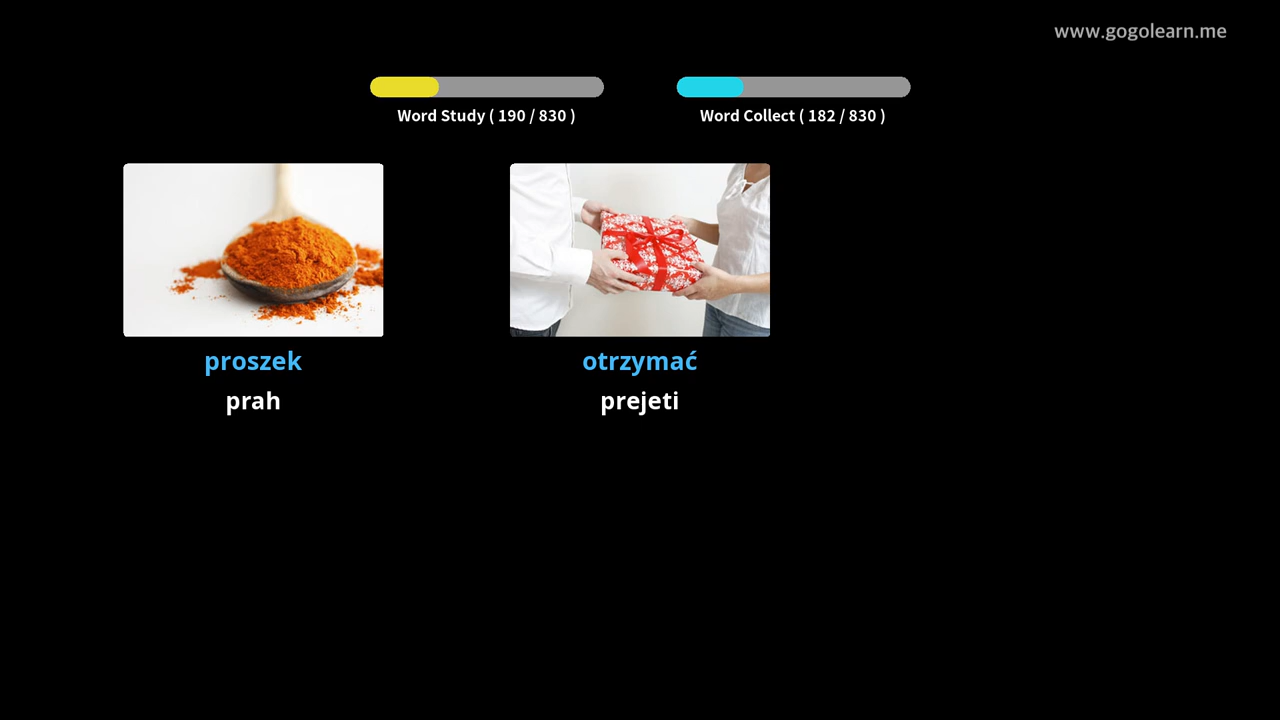 www.gogolearn.me
Word Study ( 190 / 830 )
Word Collect ( 182 / 830 )
proszek
prah
otrzymać
prejeti